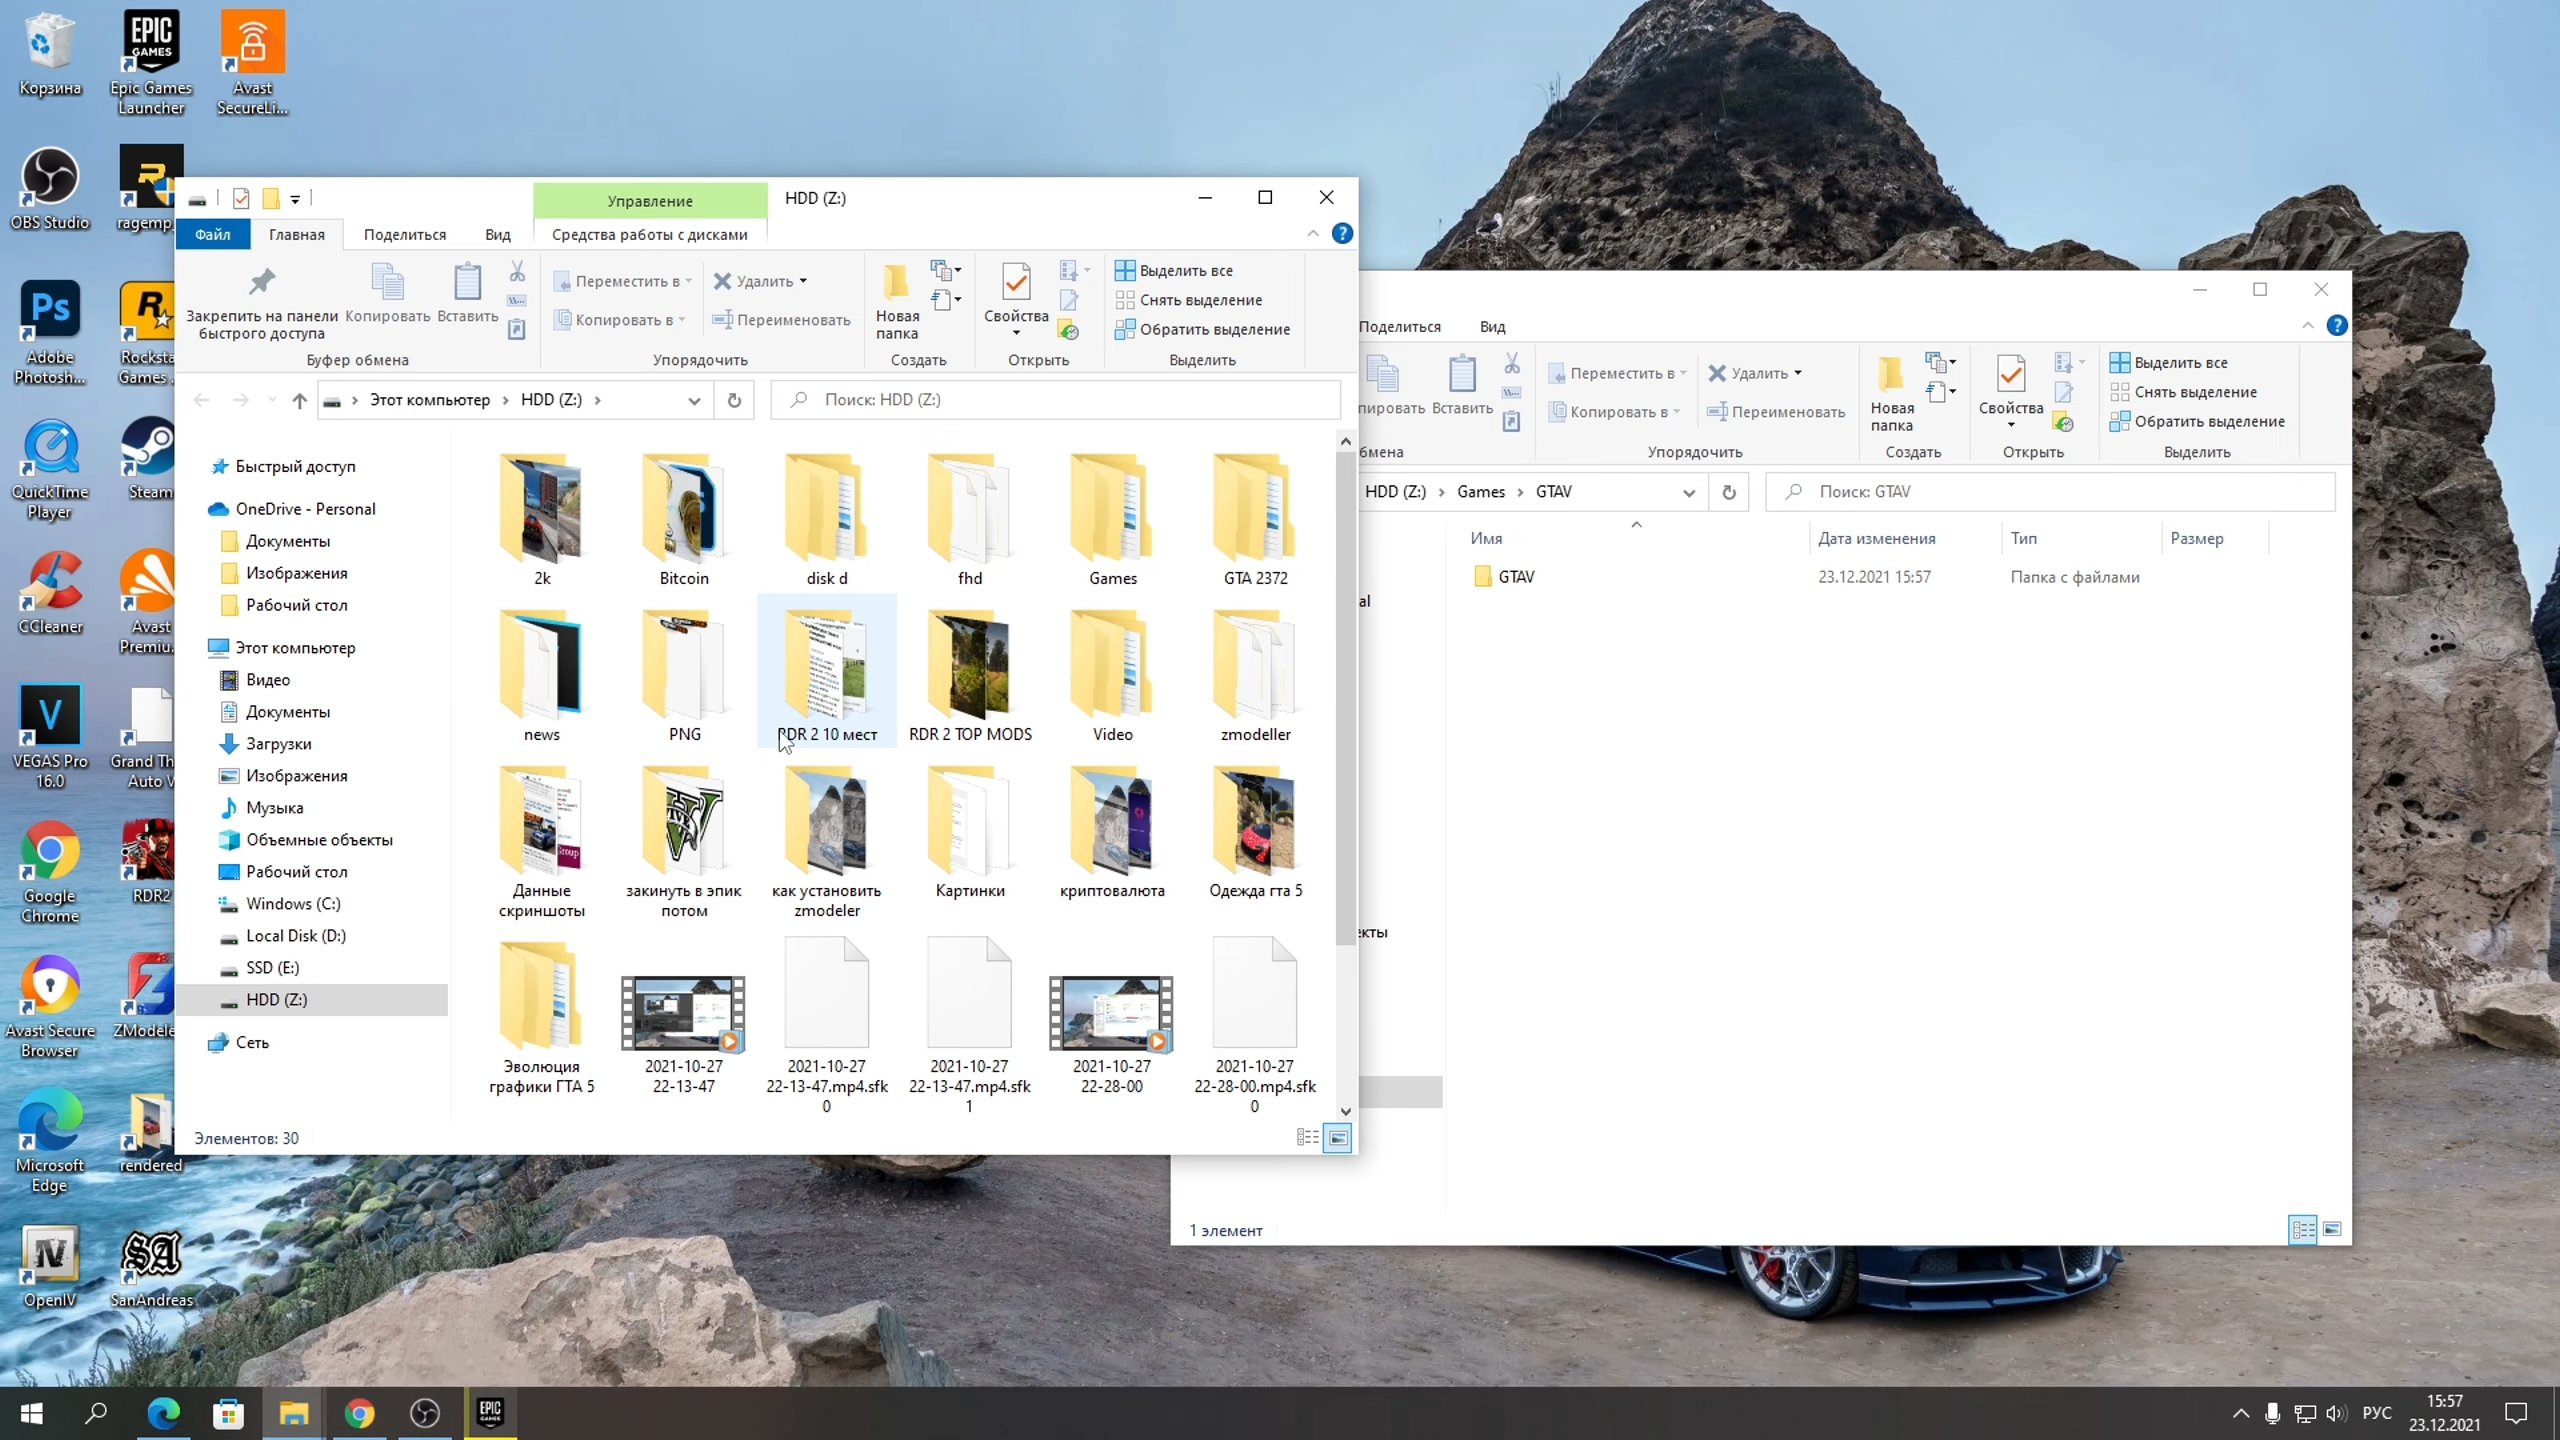 Корзина
EPIC GAMES
Epic Games Launcher
Avast SecureLi...
OBS Studio
ragemp_
Ps
Adobe Photosh...
Rocksta Games .
QuickTime Player
Steam
CCleaner
Avast Premiu.
V
VEGAS Pro 16.0
Grand Th Auto V
Google Chrome
RDR2
Avast Secure Browser
ZModele
Microsoft Edge
rendered
OpenIV
SA
SanAndreas
Управление
HDD (Z:)
Файл
Главная
Поделиться
Вид
Средства работы с дисками
Закрепить на панели быстрого доступа
Копировать
Вставить
Буфер обмена
Переместить в
Копировать в
Удалить
Переименовать
Упорядочить
Новая папка
Создать
Свойства
Открыть
Выделить все
Снять выделение
Обратить выделение
Выделить
Этот компьютер
HDD (Z:)
Поиск: HDD (Z:)
Быстрый доступ
OneDrive - Personal
Документы
Изображения
Рабочий стол
Этот компьютер
Видео
Документы
Загрузки
Изображения
Музыка
Объемные объекты
Рабочий стол
Windows (C:)
Local Disk (D:)
SSD (E:)
HDD (Z:)
Сеть
2k
Bitcoin
disk d
fhd
Games
GTA 2372
news
PNG
RDR 2 10 мест
RDR 2 TOP MODS
Video
zmodeller
Данные скриншоты
закинуть в эпик потом
как установить zmodeler
Картинки
криптовалюта
Одежда гта 5
Эволюция графики ГТА 5
2021-10-27 22-13-47
2021-10-27 22-13-47.mp4.sfk 0
2021-10-27 22-13-47.mp4.sfk 1
2021-10-27 22-28-00
2021-10-27 22-28-00.mp4.sfk 0
Элементов: 30
Поделиться
Вид
пировать
Вставить
бмена
Переместить в
Копировать в
Удалить
Переименовать
Упорядочить
Новая папка
Создать
Свойства
Открыть
Выделить все
Снять выделение
Обратить выделение
Выделить
HDD (Z:)
Games
GTAV
Поиск: GTAV
Имя
Дата изменения
Тип
Размер
GTAV
23.12.2021 15:57
Папка с файлами
al
екты
1 элемент
EPIC GAMES
РУС
15:57
23.12.2021